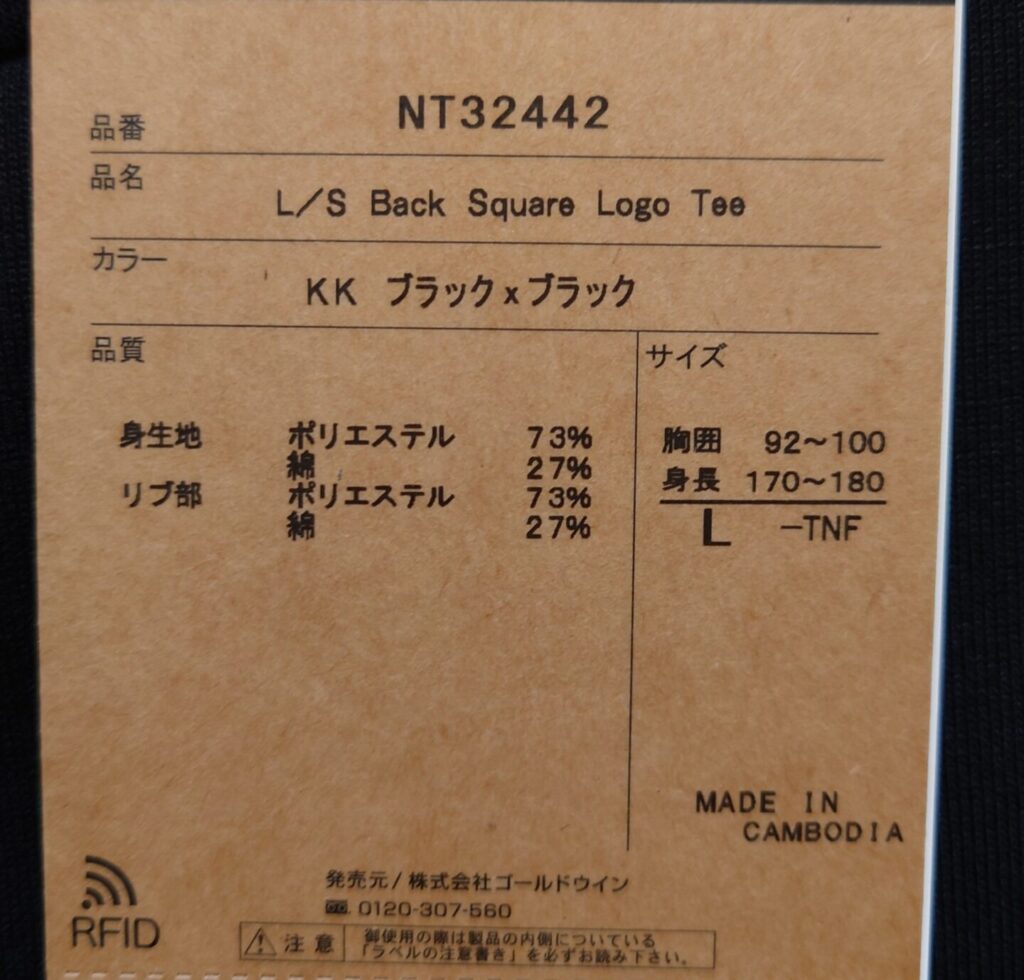 品番 NT32442
品名
L/S Back Square Logo Tee
カラー
KK ブラックxブラック
品質
サイズ
身生地 ポリエステル 73%
綿 27%
リブ部 ポリエステル 73%
綿 27%
胸囲 92~100
身長 170~180
L -TNF
MADE IN
CAMBODIA
発売元/株式会社ゴールドウイン
0120-307-560
RFID
注意
御使用の際は製品の内側についている
「ラベルの注意書き」を必ずお読み下さい。